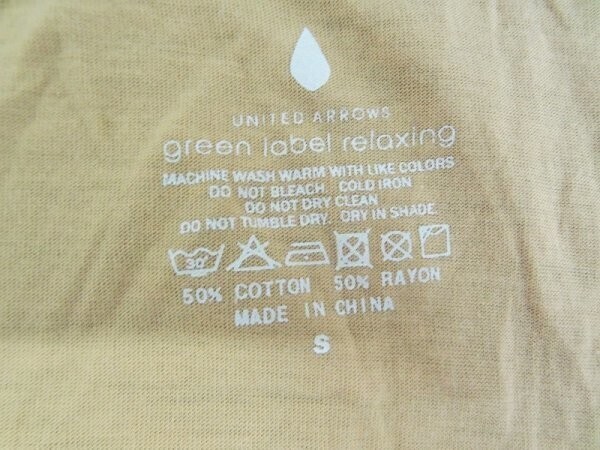 UNITED ARROWS
green label relaxing
MACHINE WASH WARM WITH LIKE COLORS
DO NOT BLEACH. COLD IRON
DO NOT DRY CLEAN
DO NOT TUMBLE DRY. DRY IN SHADE.
30°
50% COTTON 50% RAYON
MADE IN CHINA
S